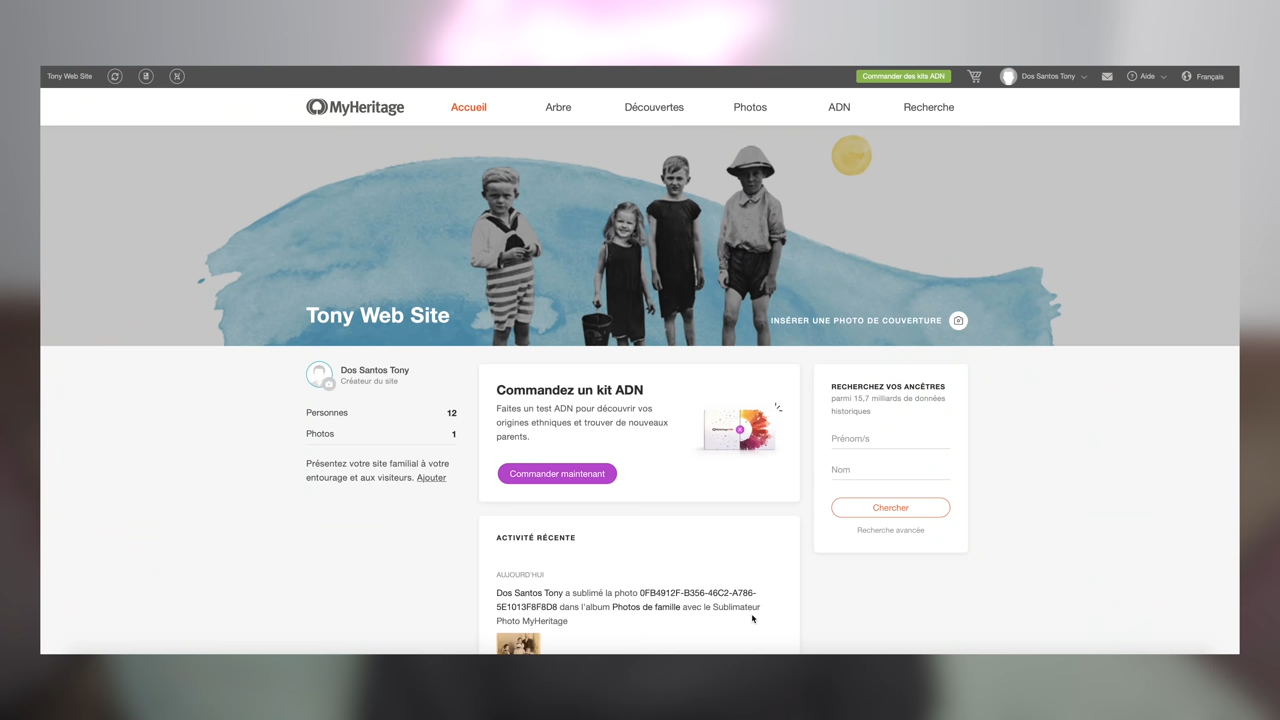 Tony Web Site
Commander des kits ADN
Dos Santos Tony
Aide
Français
MyHeritage
Accueil
Arbre
Découvertes
Photos
ADN
Recherche
Tony Web Site
INSÉRER UNE PHOTO DE COUVERTURE
Dos Santos Tony
Créateur du site
Personnes 12
Photos 1
Présentez votre site familial à votre
entourage et aux visiteurs. Ajouter
Commandez un kit ADN
Faites un test ADN pour découvrir vos
origines ethniques et trouver de nouveaux
parents.
Commander maintenant
ACTIVITÉ RÉCENTE
AUJOURD'HUI
Dos Santos Tony a sublimé la photo 0FB4912F-B356-46C2-A786-
5E1013F8F8D8 dans l'album Photos de famille avec le Sublimateur
Photo MyHeritage
RECHERCHEZ VOS ANCÊTRES
parmi 15,7 milliards de données
historiques
Prénom/s
Nom
Chercher
Recherche avancée